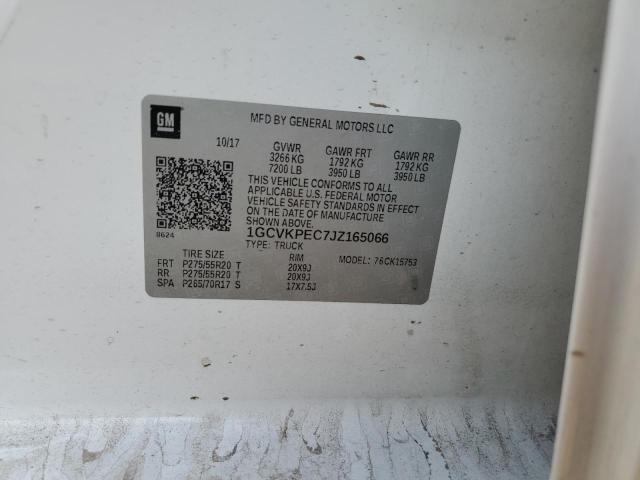 GM
MFD BY GENERAL MOTORS LLC
10/17 GVWR GAWR FRT GAWR RR
3266 KG 1792 KG 1792 KG
7200 LB 3950 LB 3950 LB
THIS VEHICLE CONFORMS TO ALL
APPLICABLE U.S. FEDERAL MOTOR
VEHICLE SAFETY STANDARDS IN EFFECT
ON THE DATE OF MANUFACTURE
SHOWN ABOVE.
8624 1GCVKPEC7JZ165066
TYPE: TRUCK
TIRE SIZE RIM MODEL: 76CK15753
FRT P275/55R20 T 20X9J
RR P275/55R20 T 20X9J
SPA P265/70R17 S 17X7.5J